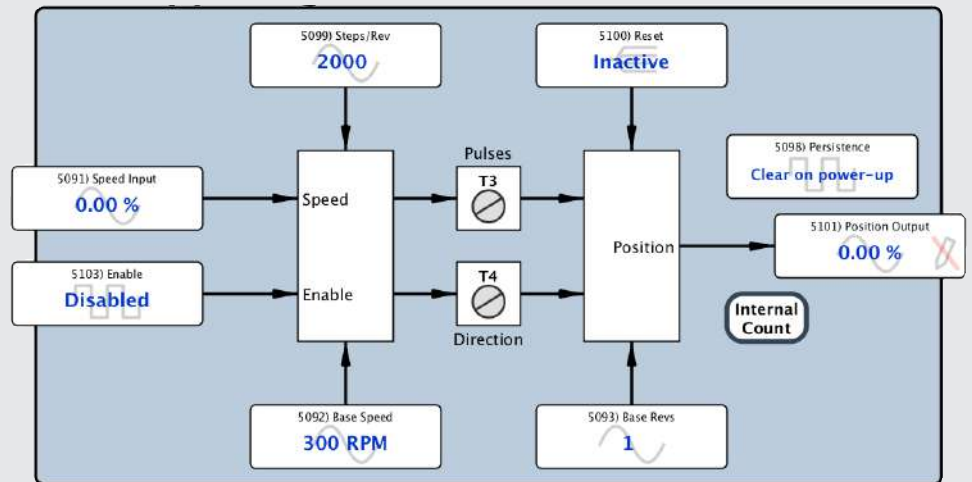 5099) Steps/Rev
2000
5100) Reset
Inactive
Pulses
5098) Persistence
Clear on power-up
5091) Speed Input
0.00 %
Speed
T3
Position
5101) Position Output
0.00 %
5103) Enable
Disabled
Enable
T4
Direction
Internal
Count
5092) Base Speed
300 RPM
5093) Base Revs
1